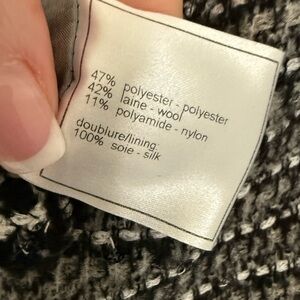 47% polyester - polyester
42% laine - wool
11% polyamide - nylon
doublure/lining:
100% soie - silk